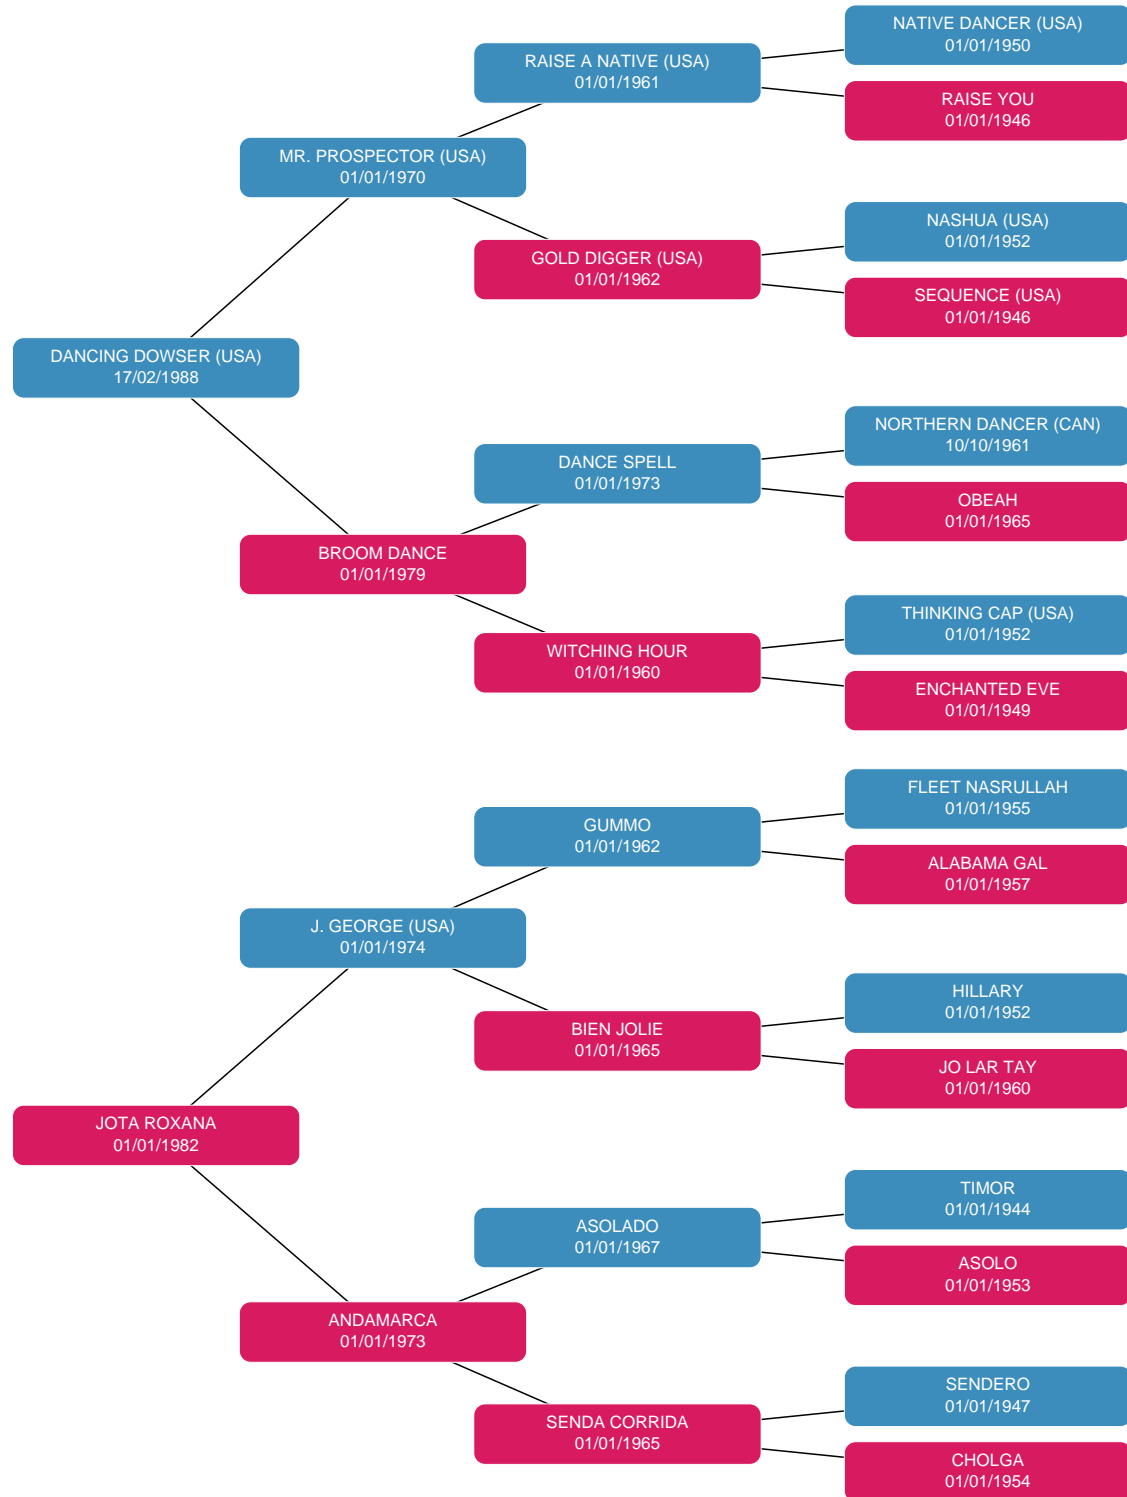 NATIVE DANCER (USA)
01/01/1950
RAISE A NATIVE (USA)
01/01/1961
RAISE YOU
01/01/1946
MR. PROSPECTOR (USA)
01/01/1970
NASHUA (USA)
01/01/1952
GOLD DIGGER (USA)
01/01/1962
SEQUENCE (USA)
01/01/1946
DANCING DOWSER (USA)
17/02/1988
NORTHERN DANCER (CAN)
10/10/1961
DANCE SPELL
01/01/1973
OBEAH
01/01/1965
BROOM DANCE
01/01/1979
THINKING CAP (USA)
01/01/1952
WITCHING HOUR
01/01/1960
ENCHANTED EVE
01/01/1949
FLEET NASRULLAH
01/01/1955
GUMMO
01/01/1962
ALABAMA GAL
01/01/1957
J. GEORGE (USA)
01/01/1974
HILLARY
01/01/1952
BIEN JOLIE
01/01/1965
JO LAR TAY
01/01/1960
JOTA ROXANA
01/01/1982
TIMOR
01/01/1944
ASOLADO
01/01/1967
ASOLO
01/01/1953
ANDAMARCA
01/01/1973
SENDERO
01/01/1947
SENDA CORRIDA
01/01/1965
CHOLGA
01/01/1954